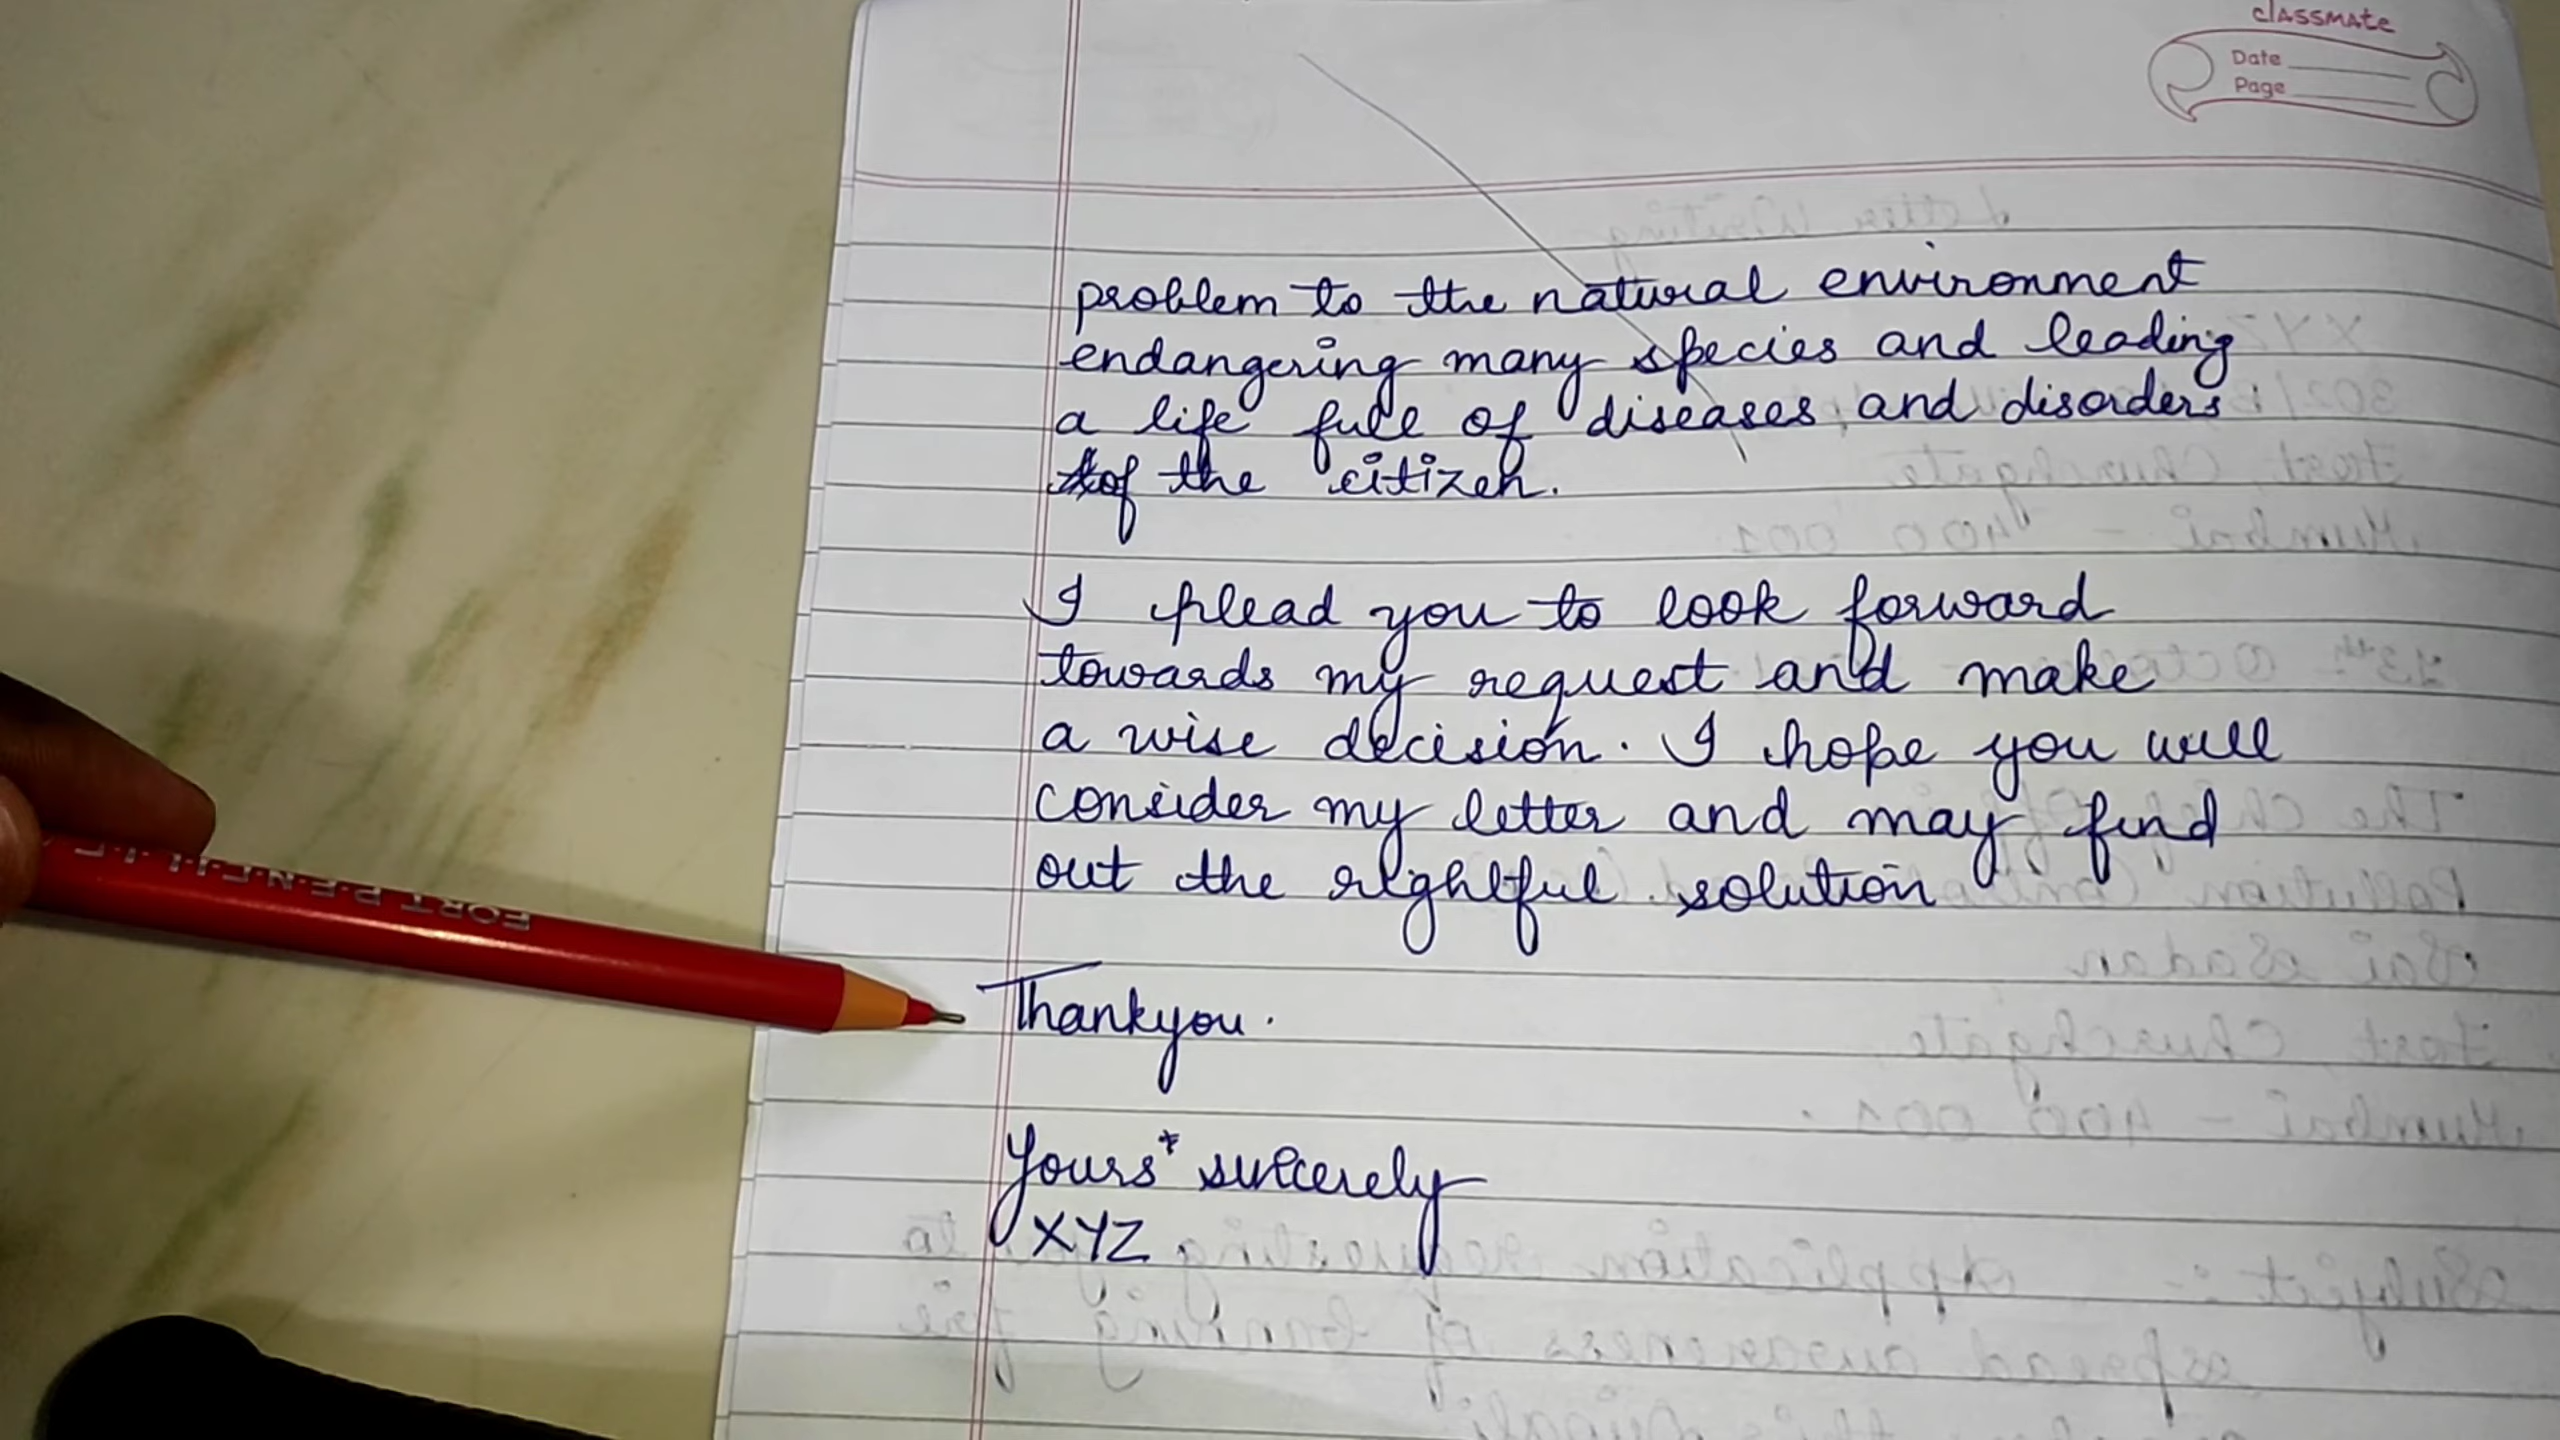 classmate
Date
Page
problem to the natural environment
endangering many species and leading
a life full of diseases and disorders
of the citizen.
I plead you to look forward
towards my request and make
a wise decision. I hope you will
consider my letter and may find
out the rightful solution
Thankyou.
Yours sincerely
XYZ
FORT PENCILIC